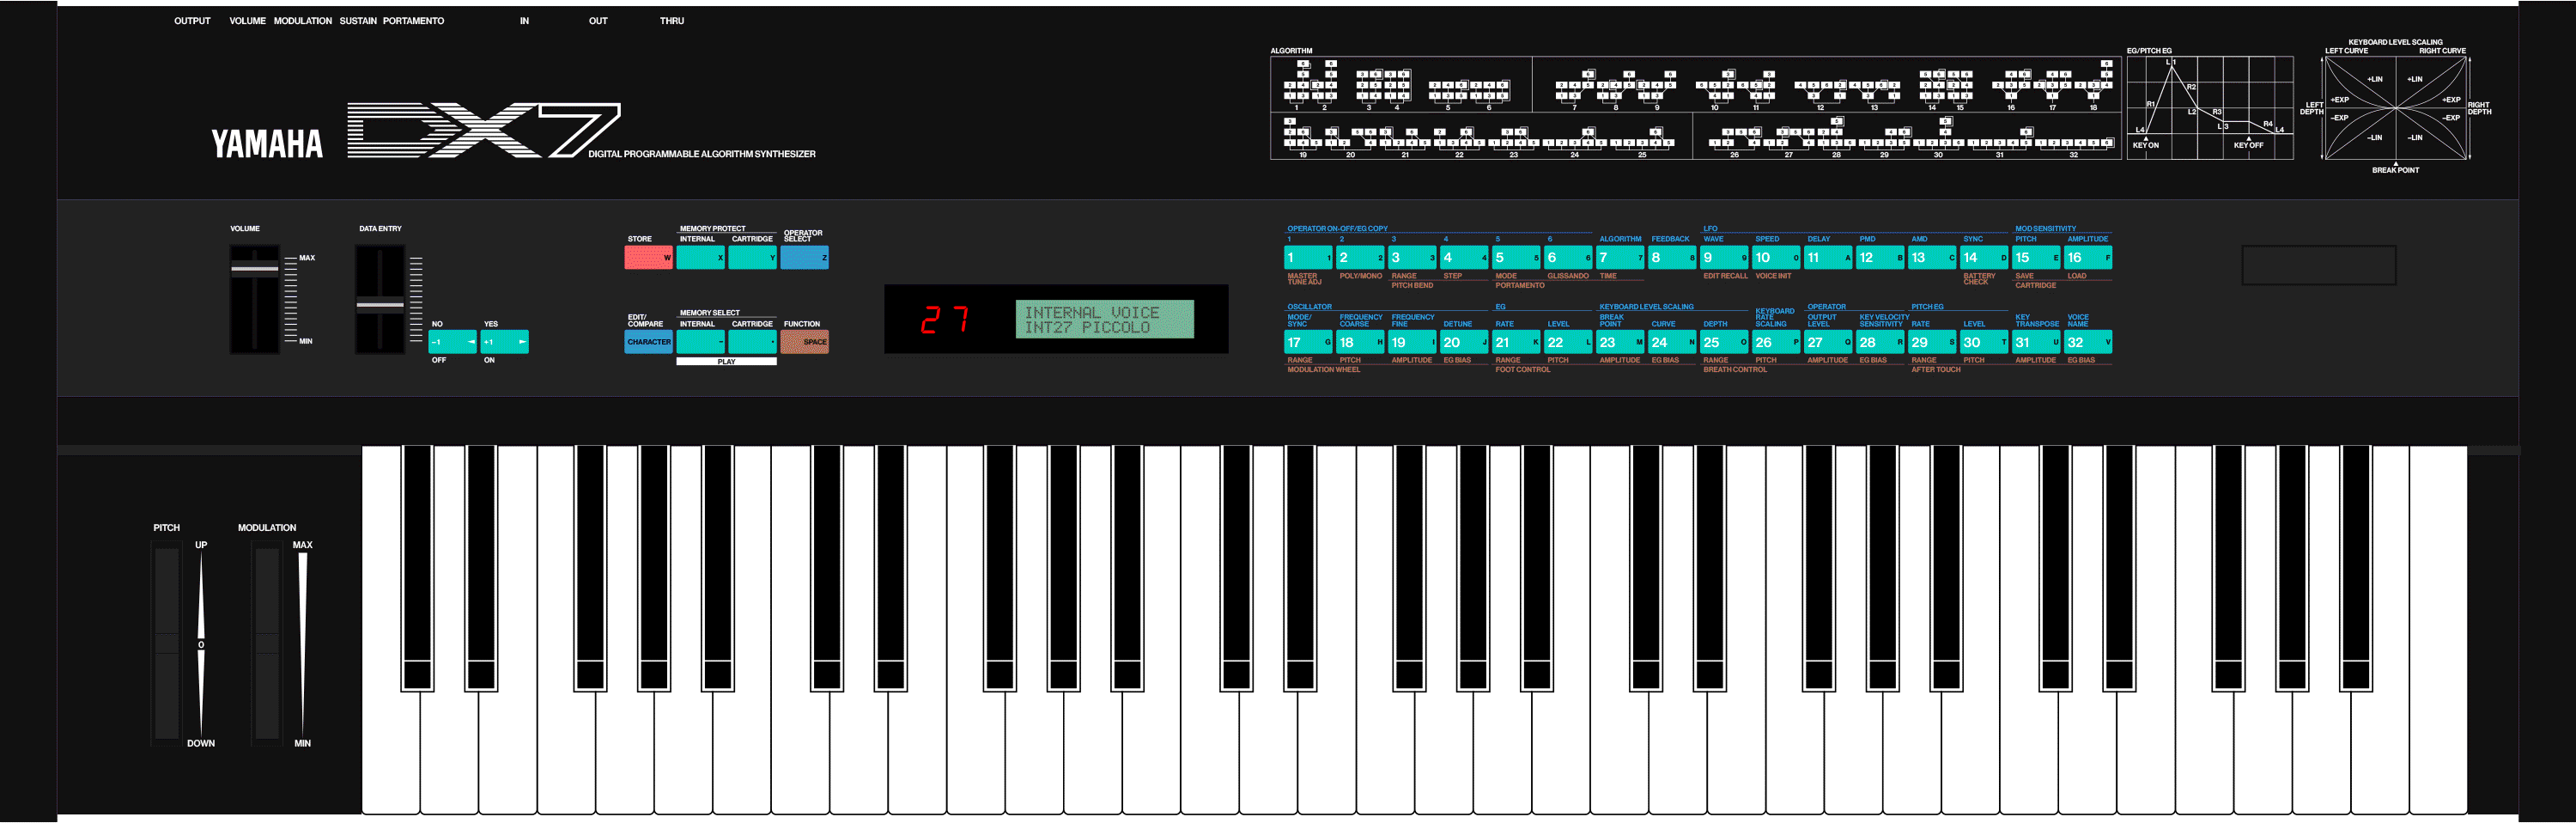 OUTPUT VOLUME MODULATION SUSTAIN PORTAMENTO IN OUT THRU
YAMAHA DX7
DIGITAL PROGRAMMABLE ALGORITHM SYNTHESIZER
ALGORITHM
1 2 3 4 5 6 7 8 9 10 11 12 13 14 15 16 17 18
19 20 21 22 23 24 25 26 27 28 29 30 31 32
EG/PITCH EG
L1
R2
R1 L2 R3
L3 R4
L4 L4
KEY ON KEY OFF
KEYBOARD LEVEL SCALING
LEFT CURVE RIGHT CURVE
+LIN +LIN
+EXP +EXP
LEFT DEPTH RIGHT DEPTH
–EXP –EXP
–LIN –LIN
BREAK POINT
VOLUME
MAX
MIN
DATA ENTRY
NO YES
–1 +1
OFF ON
MEMORY PROTECT
STORE INTERNAL CARTRIDGE OPERATOR SELECT
W X Y Z
MEMORY SELECT
EDIT/COMPARE INTERNAL CARTRIDGE FUNCTION
CHARACTER – . SPACE
PLAY
27
INTERNAL VOICE
INT27 PICCOLO
OPERATOR ON-OFF/EG COPY LFO MOD SENSITIVITY
1 2 3 4 5 6 ALGORITHM FEEDBACK WAVE SPEED DELAY PMD AMD SYNC PITCH AMPLITUDE
1 1 2 2 3 3 4 4 5 5 6 6 7 7 8 8 9 9 10 0 11 A 12 B 13 C 14 D 15 E 16 F
MASTER TUNE ADJ POLY/MONO RANGE STEP MODE GLISSANDO TIME EDIT RECALL VOICE INIT BATTERY CHECK SAVE LOAD
PITCH BEND PORTAMENTO CARTRIDGE
OSCILLATOR EG KEYBOARD LEVEL SCALING OPERATOR PITCH EG
MODE/SYNC FREQUENCY COARSE FREQUENCY FINE DETUNE RATE LEVEL BREAK POINT CURVE DEPTH KEYBOARD RATE SCALING OUTPUT LEVEL KEY VELOCITY SENSITIVITY RATE LEVEL KEY TRANSPOSE VOICE NAME
17 G 18 H 19 I 20 J 21 K 22 L 23 M 24 N 25 O 26 P 27 Q 28 R 29 S 30 T 31 U 32 V
RANGE PITCH AMPLITUDE EG BIAS RANGE PITCH AMPLITUDE EG BIAS RANGE PITCH AMPLITUDE EG BIAS RANGE PITCH AMPLITUDE EG BIAS
MODULATION WHEEL FOOT CONTROL BREATH CONTROL AFTER TOUCH
PITCH MODULATION
UP MAX
0
DOWN MIN